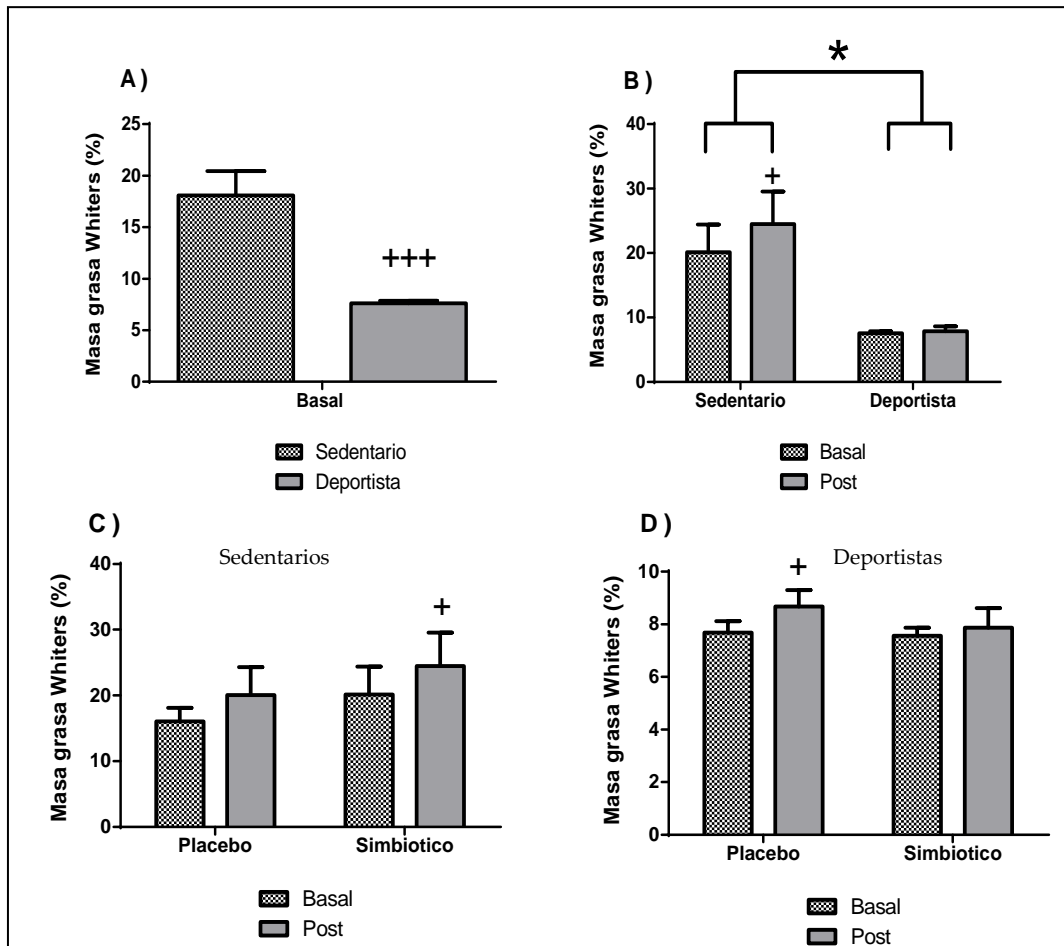 A)
Masa grasa Whiters (%)
25
20
15
10
5
0
+++
Basal
Sedentario
Deportista
B)
*
Masa grasa Whiters (%)
40
30
20
10
0
+
Sedentario
Deportista
Basal
Post
C)
Sedentarios
Masa grasa Whiters (%)
40
30
20
10
0
+
Placebo
Simbiotico
Basal
Post
D)
Deportistas
Masa grasa Whiters (%)
10
8
6
4
2
0
+
Placebo
Simbiotico
Basal
Post